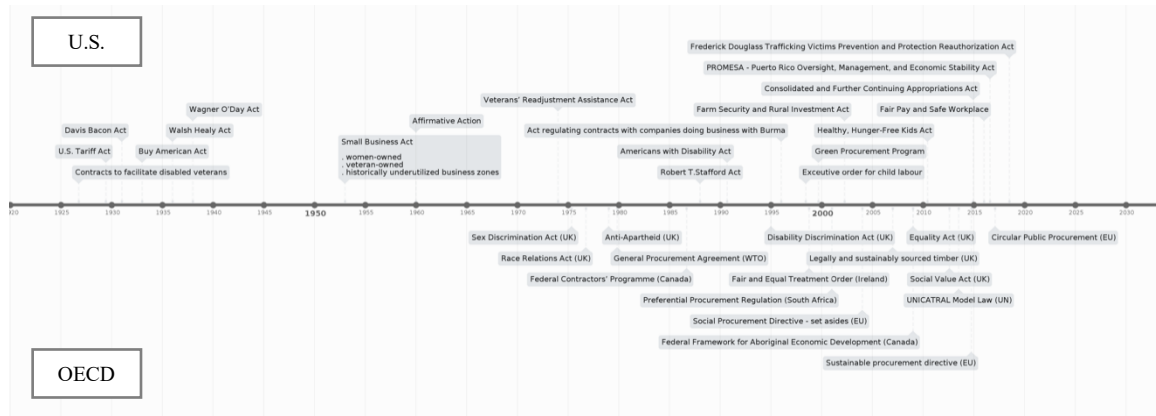 U.S.
Frederick Douglass Trafficking Victims Prevention and Protection Reauthorization Act
PROMESA - Puerto Rico Oversight, Management, and Economic Stability Act
Consolidated and Further Continuing Appropriations Act
Veterans' Readjustment Assistance Act
Wagner O'Day Act
Farm Security and Rural Investment Act
Fair Pay and Safe Workplace
Affirmative Action
Davis Bacon Act
Walsh Healy Act
Act regulating contracts with companies doing business with Burma
Healthy, Hunger-Free Kids Act
Small Business Act
U.S. Tariff Act
Buy American Act
Americans with Disability Act
Green Procurement Program
. women-owned
. veteran-owned
. historically underutilized business zones
Contracts to facilitate disabled veterans
Robert T.Stafford Act
Exceutive order for child labour
20 1925 1930 1935 1940 1945 1950 1955 1960 1965 1970 1975 1980 1985 1990 1995 2000 2005 2010 2015 2020 2025 2030
Sex Discrimination Act (UK)
Anti-Apartheid (UK)
Disability Discrimination Act (UK)
Equality Act (UK)
Circular Public Procurement (EU)
Race Relations Act (UK)
General Procurement Agreement (WTO)
Legally and sustainably sourced timber (UK)
Federal Contractors' Programme (Canada)
Fair and Equal Treatment Order (Ireland)
Social Value Act (UK)
Preferential Procurement Regulation (South Africa)
UNICATRAL Model Law (UN)
Social Procurement Directive - set asides (EU)
Federal Framework for Aboriginal Economic Development (Canada)
Sustainable procurement directive (EU)
OECD